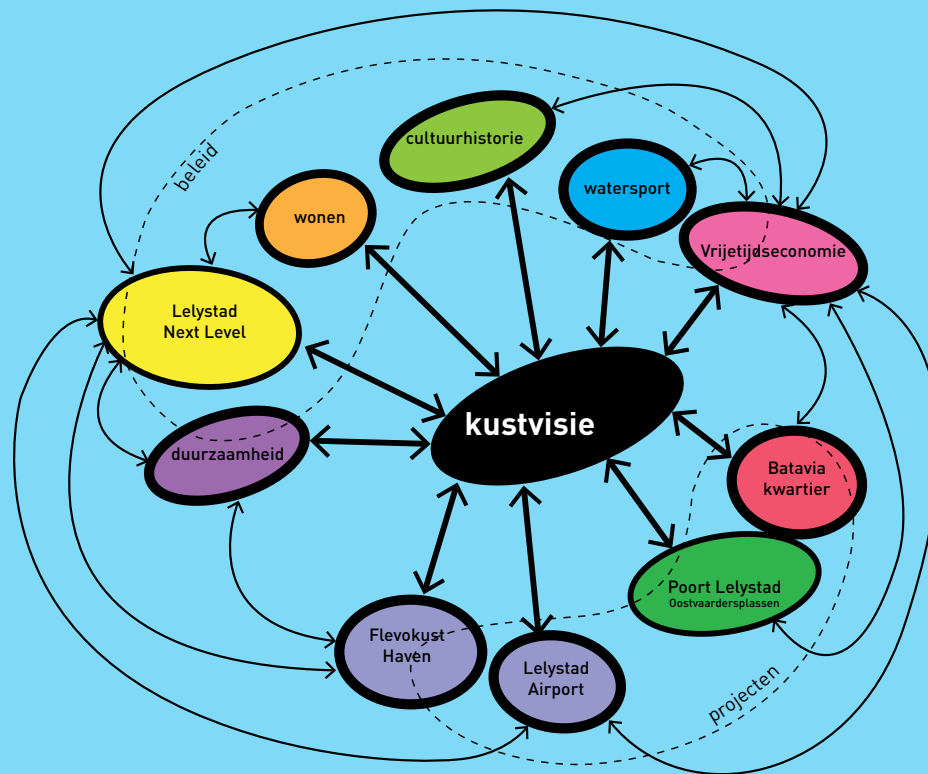 beleid
cultuurhistorie
watersport
wonen
Vrijetijdseconomie
Lelystad
Next Level
kustvisie
duurzaamheid
Batavia
kwartier
Poort Lelystad
Oostvaardersplassen
Flevokust
Haven
Lelystad
Airport
projecten